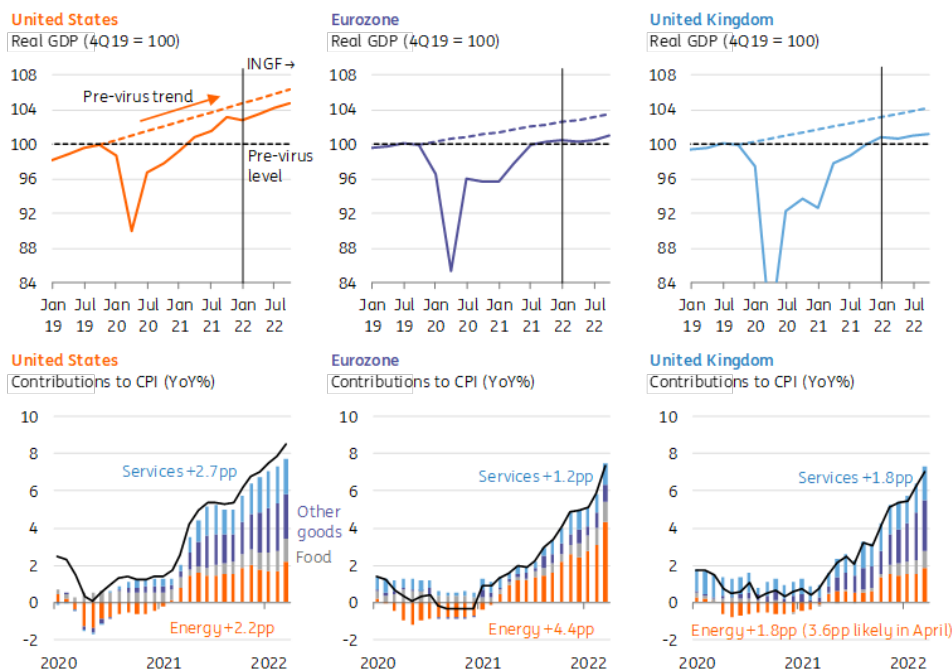 United States
Real GDP (4Q19 = 100)
INGF→
Pre-virus trend
Pre-virus
level
108
104
100
96
92
88
84
Jan Jul Jan Jul Jan Jul Jan Jul
19 19 20 20 21 21 22 22
Eurozone
Real GDP (4Q19 = 100)
108
104
100
96
92
88
84
Jan Jul Jan Jul Jan Jul Jan Jul
19 19 20 20 21 21 22 22
United Kingdom
Real GDP (4Q19 = 100)
108
104
100
96
92
88
84
Jan Jul Jan Jul Jan Jul Jan Jul
19 19 20 20 21 21 22 22
United States
Contributions to CPI (YoY%)
10
8
6
4
2
0
-2
Services +2.7pp
Other
goods
Food
Energy +2.2pp
2020 2021 2022
Eurozone
Contributions to CPI (YoY%)
10
8
6
4
2
0
-2
Services +1.2pp
Energy +4.4pp
2020 2021 2022
United Kingdom
Contributions to CPI (YoY%)
10
8
6
4
2
0
-2
Services +1.8pp
Energy +1.8pp (3.6pp likely in April)
2020 2021 2022